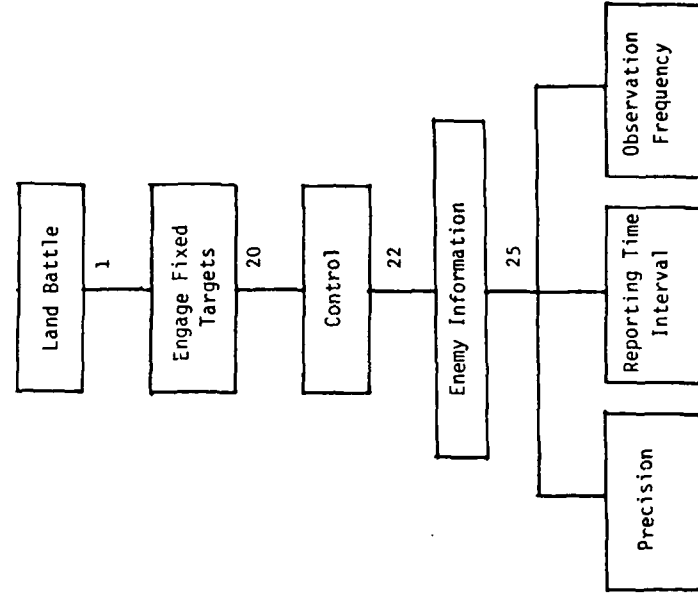 Land Battle
1
Engage Fixed
Targets
20
Control
22
Enemy Information
25
Precision
Reporting Time
Interval
Observation
Frequency